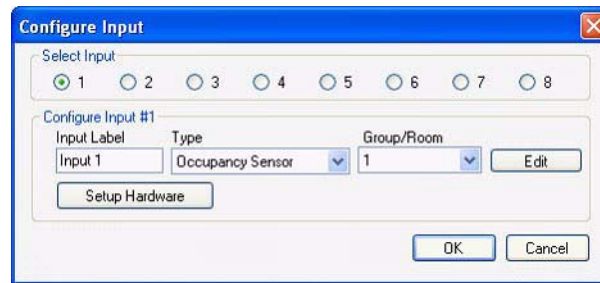 Configure Input
Select Input
1 2 3 4 5 6 7 8
Configure Input #1
Input Label Type Group/Room
Input 1 Occupancy Sensor 1 Edit
Setup Hardware
OK Cancel